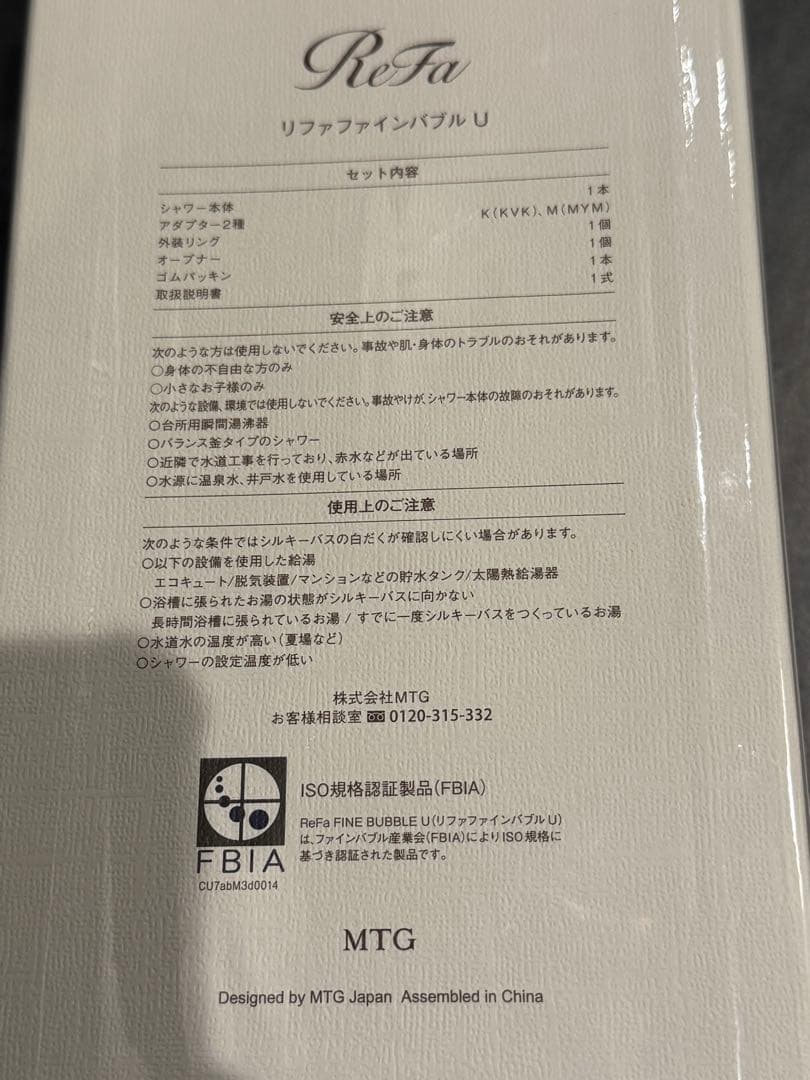 ReFa
リファファインバブル U
セット内容
シャワー本体 1本
アダプター2種 K(KVK)、M(MYM)
外装リング 1個
オープナー 1個
ゴムパッキン 1本
取扱説明書 1式
安全上のご注意
次のような方は使用しないでください。事故や肌・身体のトラブルのおそれがあります。
○身体の不自由な方のみ
○小さなお子様のみ
次のような設備、環境では使用しないでください。事故やけが、シャワー本体の故障のおそれがあります。
○台所用瞬間湯沸器
○バランス釜タイプのシャワー
○近隣で水道工事を行っており、赤水などが出ている場所
○水源に温泉水、井戸水を使用している場所
使用上のご注意
次のような条件ではシルキーバスの白だくが確認しにくい場合があります。
○以下の設備を使用した給湯
エコキュート/脱気装置/マンションなどの貯水タンク/太陽熱給湯器
○浴槽に張られたお湯の状態がシルキーバスに向かない
長時間浴槽に張られているお湯 / すでに一度シルキーバスをつくっているお湯
○水道水の温度が高い(夏場など)
○シャワーの設定温度が低い
株式会社MTG
お客様相談室 0120-315-332
ISO規格認証製品(FBIA)
ReFa FINE BUBBLE U(リファファインバブル U)
は、ファインバブル産業会(FBIA)によりISO規格に
基づき認証された製品です。
FBIA
CU7abM3d0014
MTG
Designed by MTG Japan Assembled in China